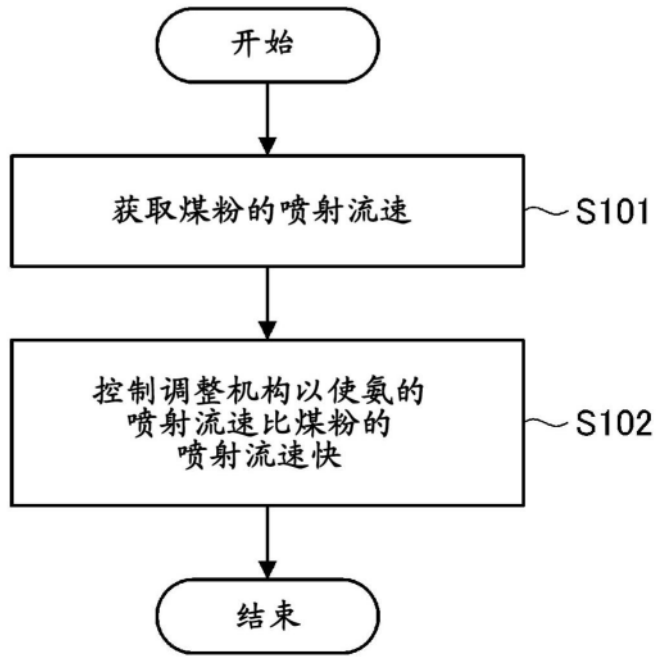 开始
获取煤粉的喷射流速
S101
控制调整机构以使氨的
喷射流速比煤粉的
喷射流速快
S102
结束